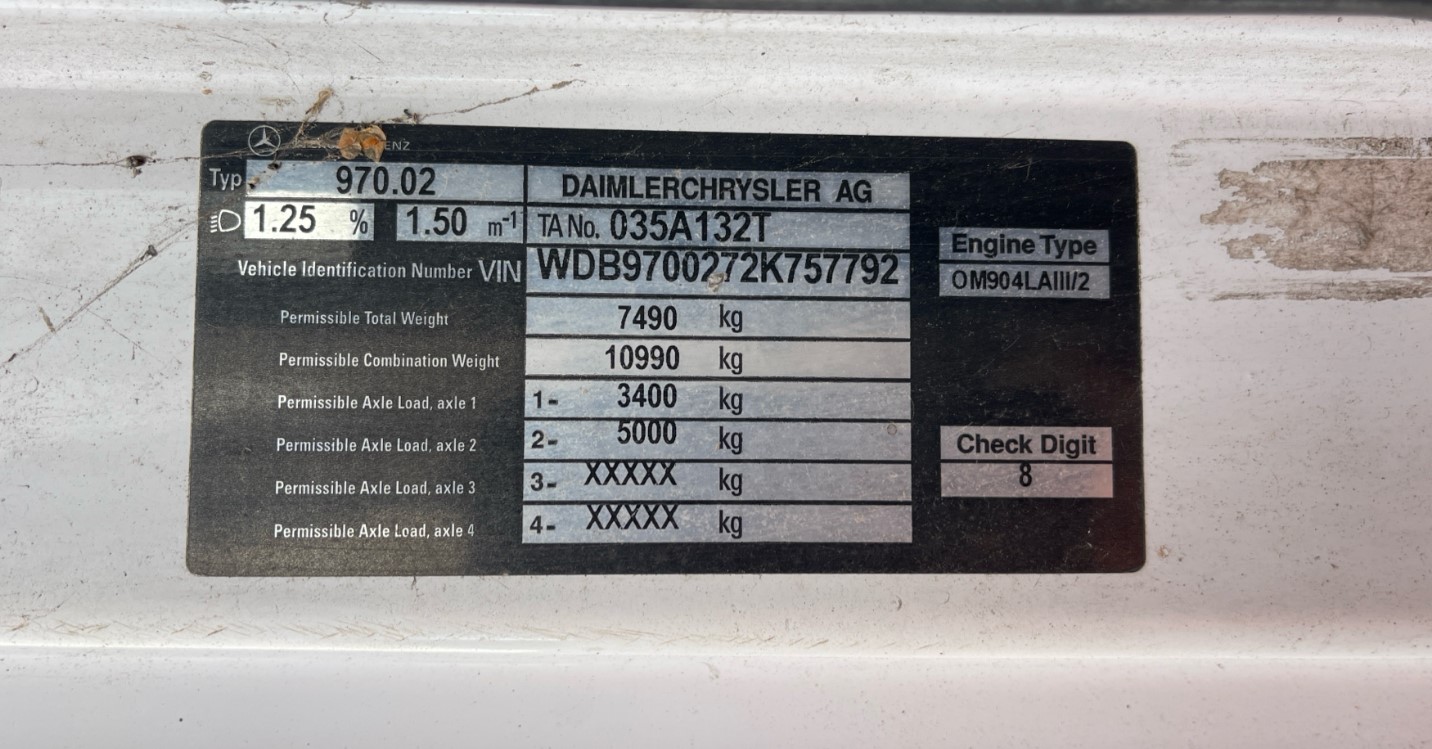 ENZ
Typ 970.02 DAIMLERCHRYSLER AG
1.25 % 1.50 m-1 TA No. 035A132T
Engine Type
Vehicle Identification Number VIN WDB9700272K757792
OM904LAIII/2
Permissible Total Weight 7490 kg
Permissible Combination Weight 10990 kg
Permissible Axle Load, axle 1 1- 3400 kg
Permissible Axle Load, axle 2 2- 5000 kg
Check Digit
8
Permissible Axle Load, axle 3 3- XXXXX kg
Permissible Axle Load, axle 4 4- XXXXX kg